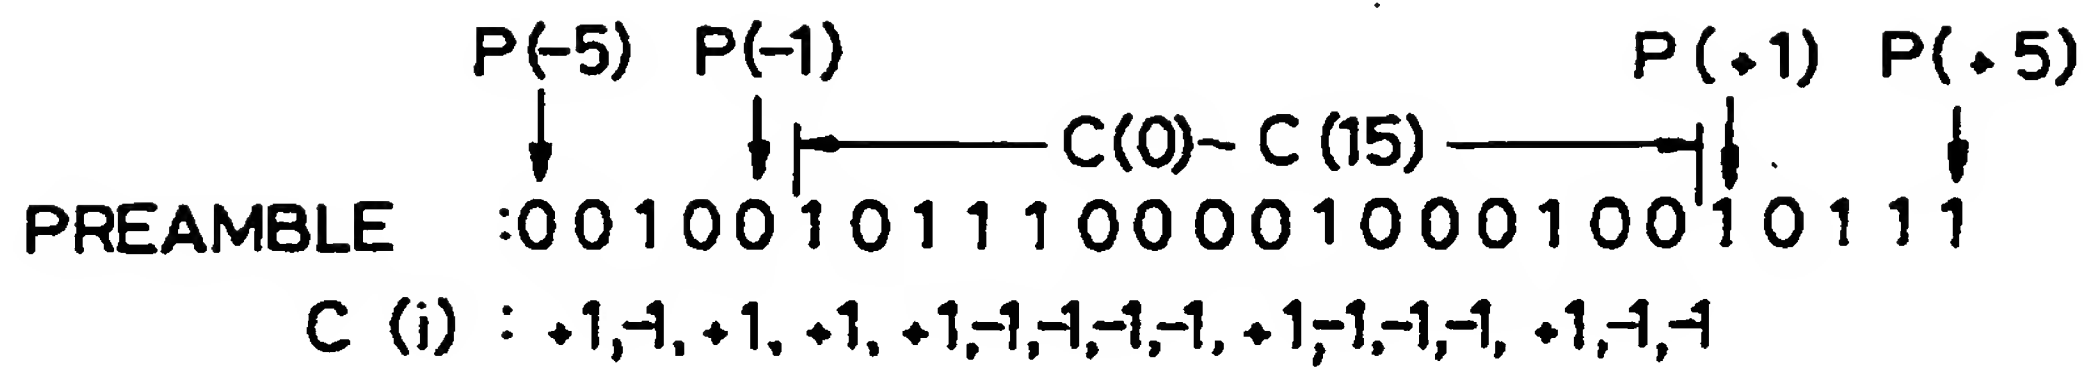 P(-5) P(-1) P(+1) P(+5)
C(0)~ C(15)
PREAMBLE :00100101110000100010010111
C (i) : +1,-1, +1, +1, +1,-1,-1,-1,-1, +1,-1,-1,-1, +1,-1,-1